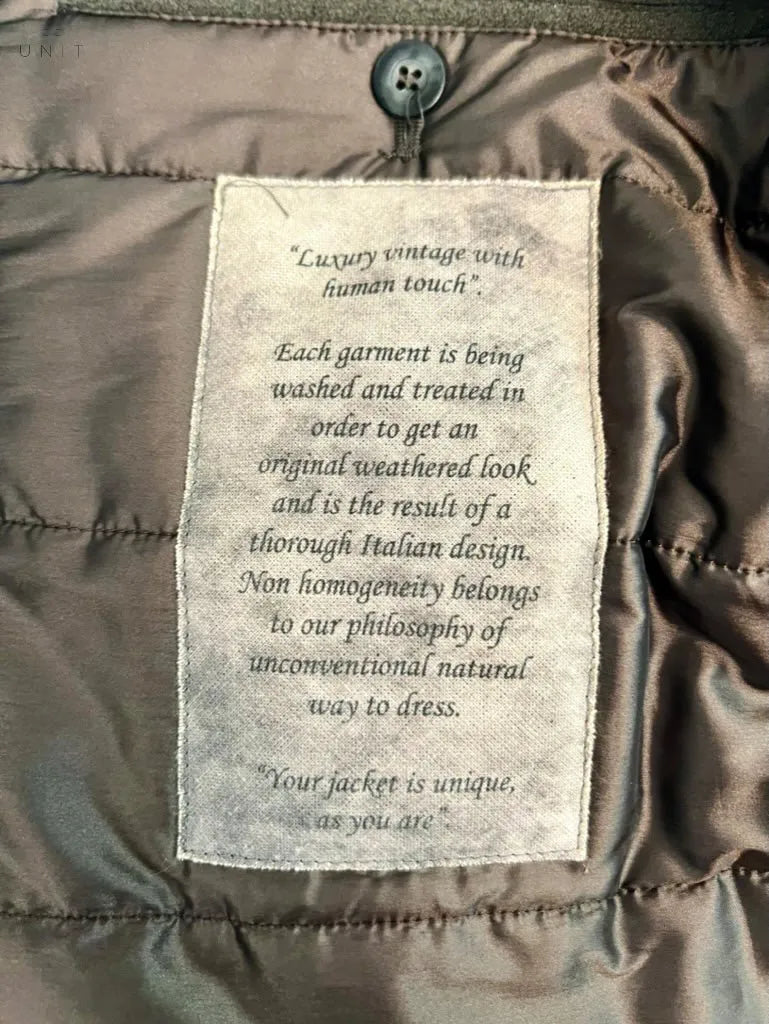 UNIT
“Luxury vintage with
human touch”.
Each garment is being
washed and treated in
order to get an
original weathered look
and is the result of a
thorough Italian design.
Non homogeneity belongs
to our philosophy of
unconventional natural
way to dress.
“Your jacket is unique,
as you are”.